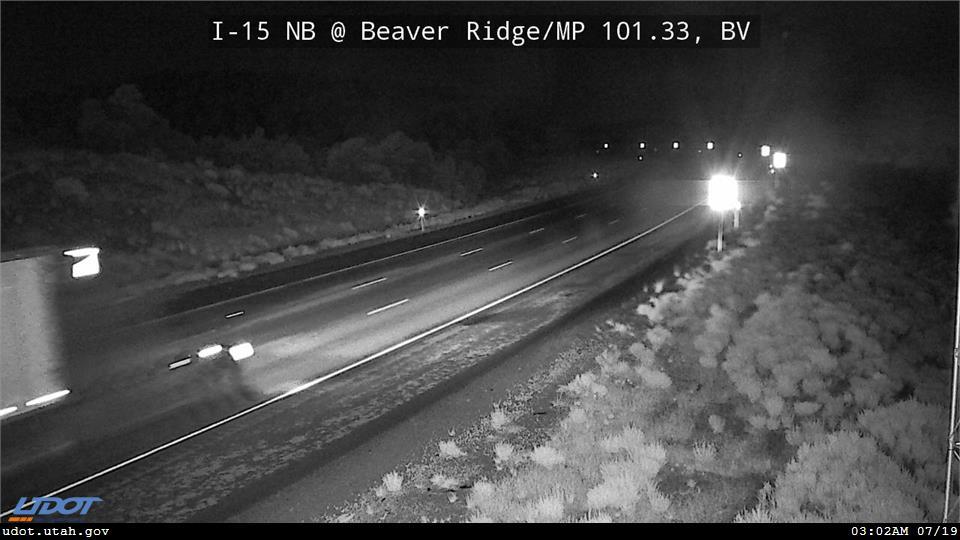 I-15 NB @ Beaver Ridge/MP 101.33, BV
UDOT
udot.utah.gov 03:02AM 07/19